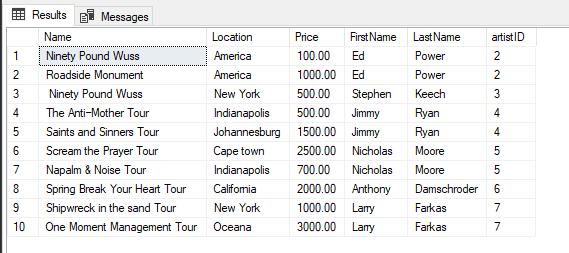 Results Messages
Name Location Price FirstName LastName artistID
1 Ninety Pound Wuss America 100.00 Ed Power 2
2 Roadside Monument America 1000.00 Ed Power 2
3 Ninety Pound Wuss New York 500.00 Stephen Keech 3
4 The Anti-Mother Tour Indianapolis 500.00 Jimmy Ryan 4
5 Saints and Sinners Tour Johannesburg 1500.00 Jimmy Ryan 4
6 Scream the Prayer Tour Cape town 2500.00 Nicholas Moore 5
7 Napalm & Noise Tour Indianapolis 700.00 Nicholas Moore 5
8 Spring Break Your Heart Tour California 2000.00 Anthony Damschroder 6
9 Shipwreck in the sand Tour New York 1000.00 Larry Farkas 7
10 One Moment Management Tour Oceana 3000.00 Larry Farkas 7